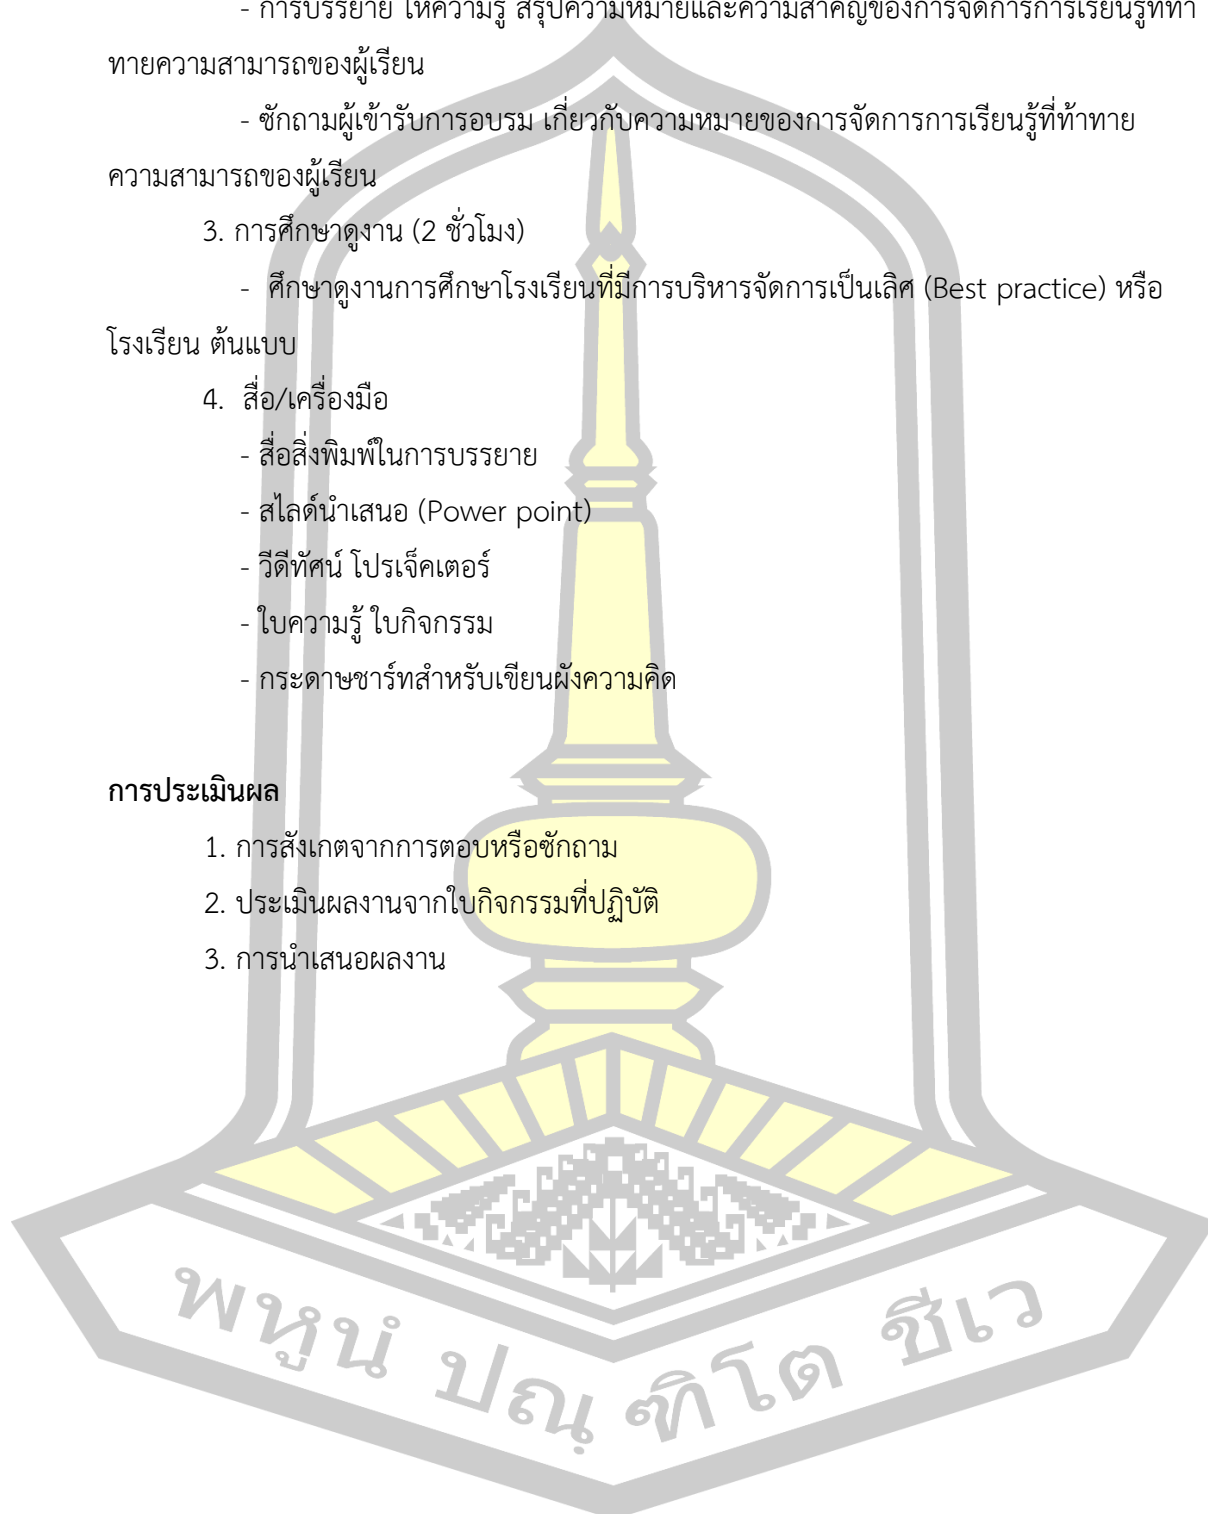 - การบรรยาย ให้ความรู้ สรุปความหมายและความสำคัญของการจัดการการเรียนรู้ที่ท้า
ทายความสามารถของผู้เรียน
- ซักถามผู้เข้ารับการอบรม เกี่ยวกับความหมายของการจัดการการเรียนรู้ที่ท้าทาย
ความสามารถของผู้เรียน
3. การศึกษาดูงาน (2 ชั่วโมง)
- ศึกษาดูงานการศึกษาโรงเรียนที่มีการบริหารจัดการเป็นเลิศ (Best practice) หรือ
โรงเรียน ต้นแบบ
4. สื่อ/เครื่องมือ
- สื่อสิ่งพิมพ์ในการบรรยาย
- สไลด์นำเสนอ (Power point)
- วีดีทัศน์ โปรเจ็คเตอร์
- ใบความรู้ ใบกิจกรรม
- กระดาษชาร์ทสำหรับเขียนผังความคิด
การประเมินผล
1. การสังเกตจากการตอบหรือซักถาม
2. ประเมินผลงานจากใบกิจกรรมที่ปฏิบัติ
3. การนำเสนอผลงาน
พหูนํ ปณฺฑิโต ชีเว